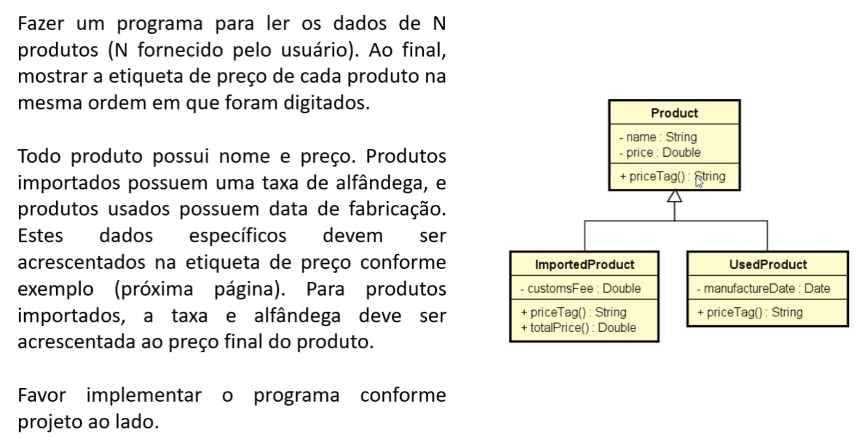 Fazer um programa para ler os dados de N
produtos (N fornecido pelo usuário). Ao final,
mostrar a etiqueta de preço de cada produto na
mesma ordem em que foram digitados.
Todo produto possui nome e preço. Produtos
importados possuem uma taxa de alfândega, e
produtos usados possuem data de fabricação.
Estes dados específicos devem ser
acrescentados na etiqueta de preço conforme
exemplo (próxima página). Para produtos
importados, a taxa e alfândega deve ser
acrescentada ao preço final do produto.
Favor implementar o programa conforme
projeto ao lado.
Product
- name : String
- price : Double
+ priceTag() : String
ImportedProduct
- customsFee : Double
+ priceTag() : String
+ totalPrice() : Double
UsedProduct
- manufactureDate : Date
+ priceTag() : String